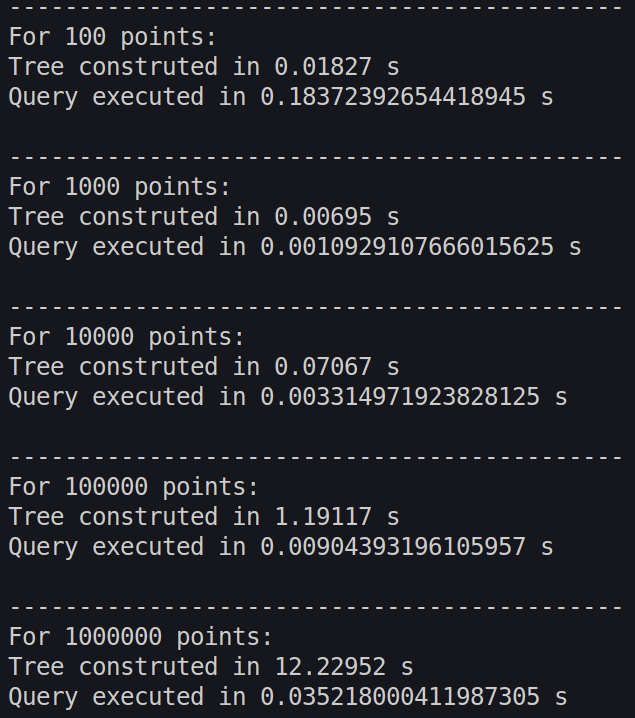 --------------------------------------------
For 100 points:
Tree construted in 0.01827 s
Query executed in 0.18372392654418945 s
--------------------------------------------
For 1000 points:
Tree construted in 0.00695 s
Query executed in 0.0010929107666015625 s
--------------------------------------------
For 10000 points:
Tree construted in 0.07067 s
Query executed in 0.003314971923828125 s
--------------------------------------------
For 100000 points:
Tree construted in 1.19117 s
Query executed in 0.00904393196105957 s
--------------------------------------------
For 1000000 points:
Tree construted in 12.22952 s
Query executed in 0.035218000411987305 s